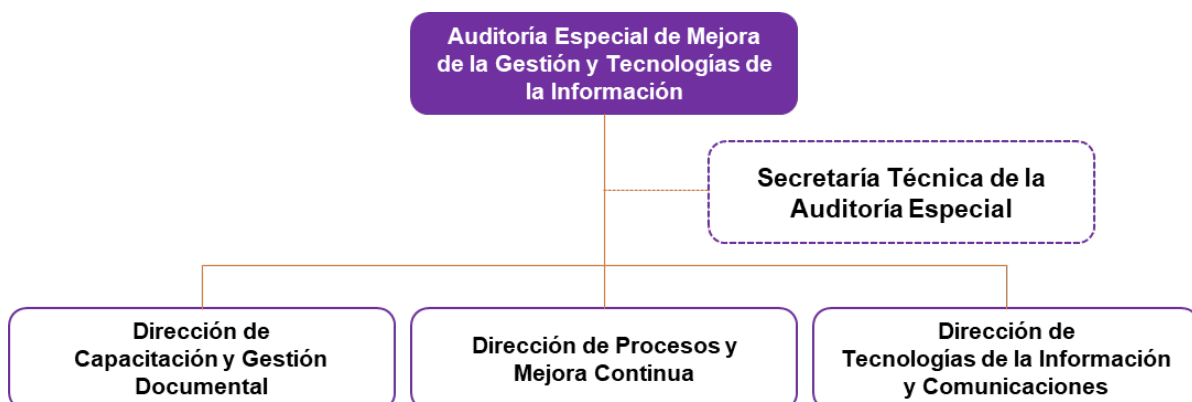 Auditoría Especial de Mejora
de la Gestión y Tecnologías de
la Información
Secretaría Técnica de la
Auditoría Especial
Dirección de
Capacitación y Gestión
Documental
Dirección de Procesos y
Mejora Continua
Dirección de
Tecnologías de la Información
y Comunicaciones